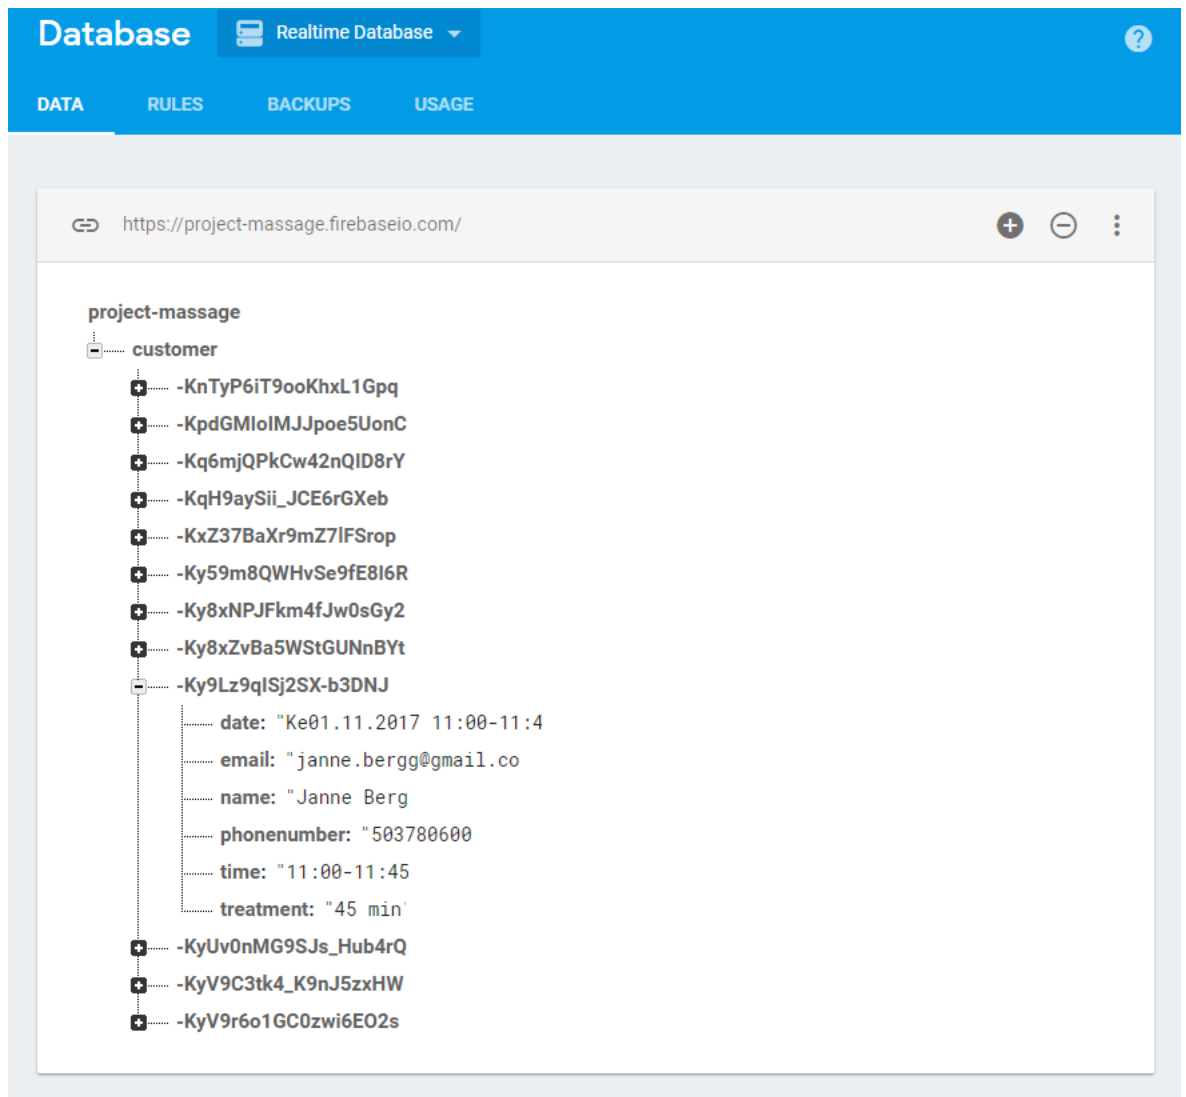 Database Realtime Database ?
DATA RULES BACKUPS USAGE
https://project-massage.firebaseio.com/
project-massage
customer
-KnTyP6iT9ooKhxL1Gpq
-KpdGMIolMJJpoe5UonC
-Kq6mjQPkCw42nQID8rY
-KqH9aySii_JCE6rGXeb
-KxZ37BaXr9mZ7lFSrop
-Ky59m8QWHvSe9fE8I6R
-Ky8xNPJFkm4fJw0sGy2
-Ky8xZvBa5WStGUNnBYt
-Ky9Lz9qISj2SX-b3DNJ
date: "Ke01.11.2017 11:00-11:4
email: "janne.bergg@gmail.co
name: "Janne Berg
phonenumber: "503780600
time: "11:00-11:45
treatment: "45 min'
-KyUv0nMG9SJs_Hub4rQ
-KyV9C3tk4_K9nJ5zxHW
-KyV9r6o1GC0zwi6EO2s